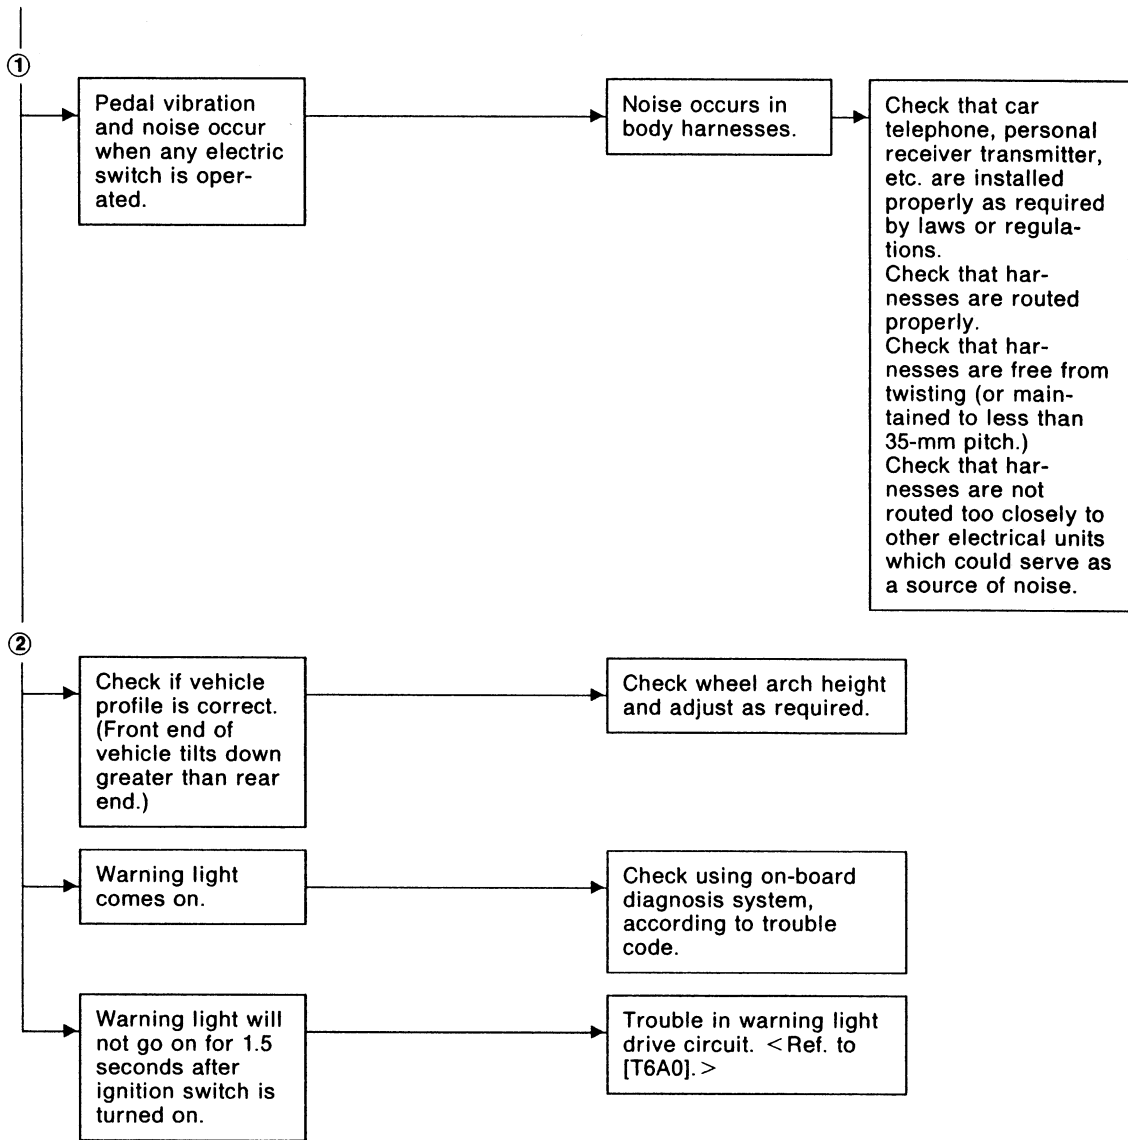 ①
Pedal vibration
and noise occur
when any electric
switch is oper-
ated.
Noise occurs in
body harnesses.
Check that car
telephone, personal
receiver transmitter,
etc. are installed
properly as required
by laws or regula-
tions.
Check that har-
nesses are routed
properly.
Check that har-
nesses are free from
twisting (or main-
tained to less than
35-mm pitch.)
Check that har-
nesses are not
routed too closely to
other electrical units
which could serve as
a source of noise.
②
Check if vehicle
profile is correct.
(Front end of
vehicle tilts down
greater than rear
end.)
Check wheel arch height
and adjust as required.
Warning light
comes on.
Check using on-board
diagnosis system,
according to trouble
code.
Warning light will
not go on for 1.5
seconds after
ignition switch is
turned on.
Trouble in warning light
drive circuit. <Ref. to
[T6A0].>